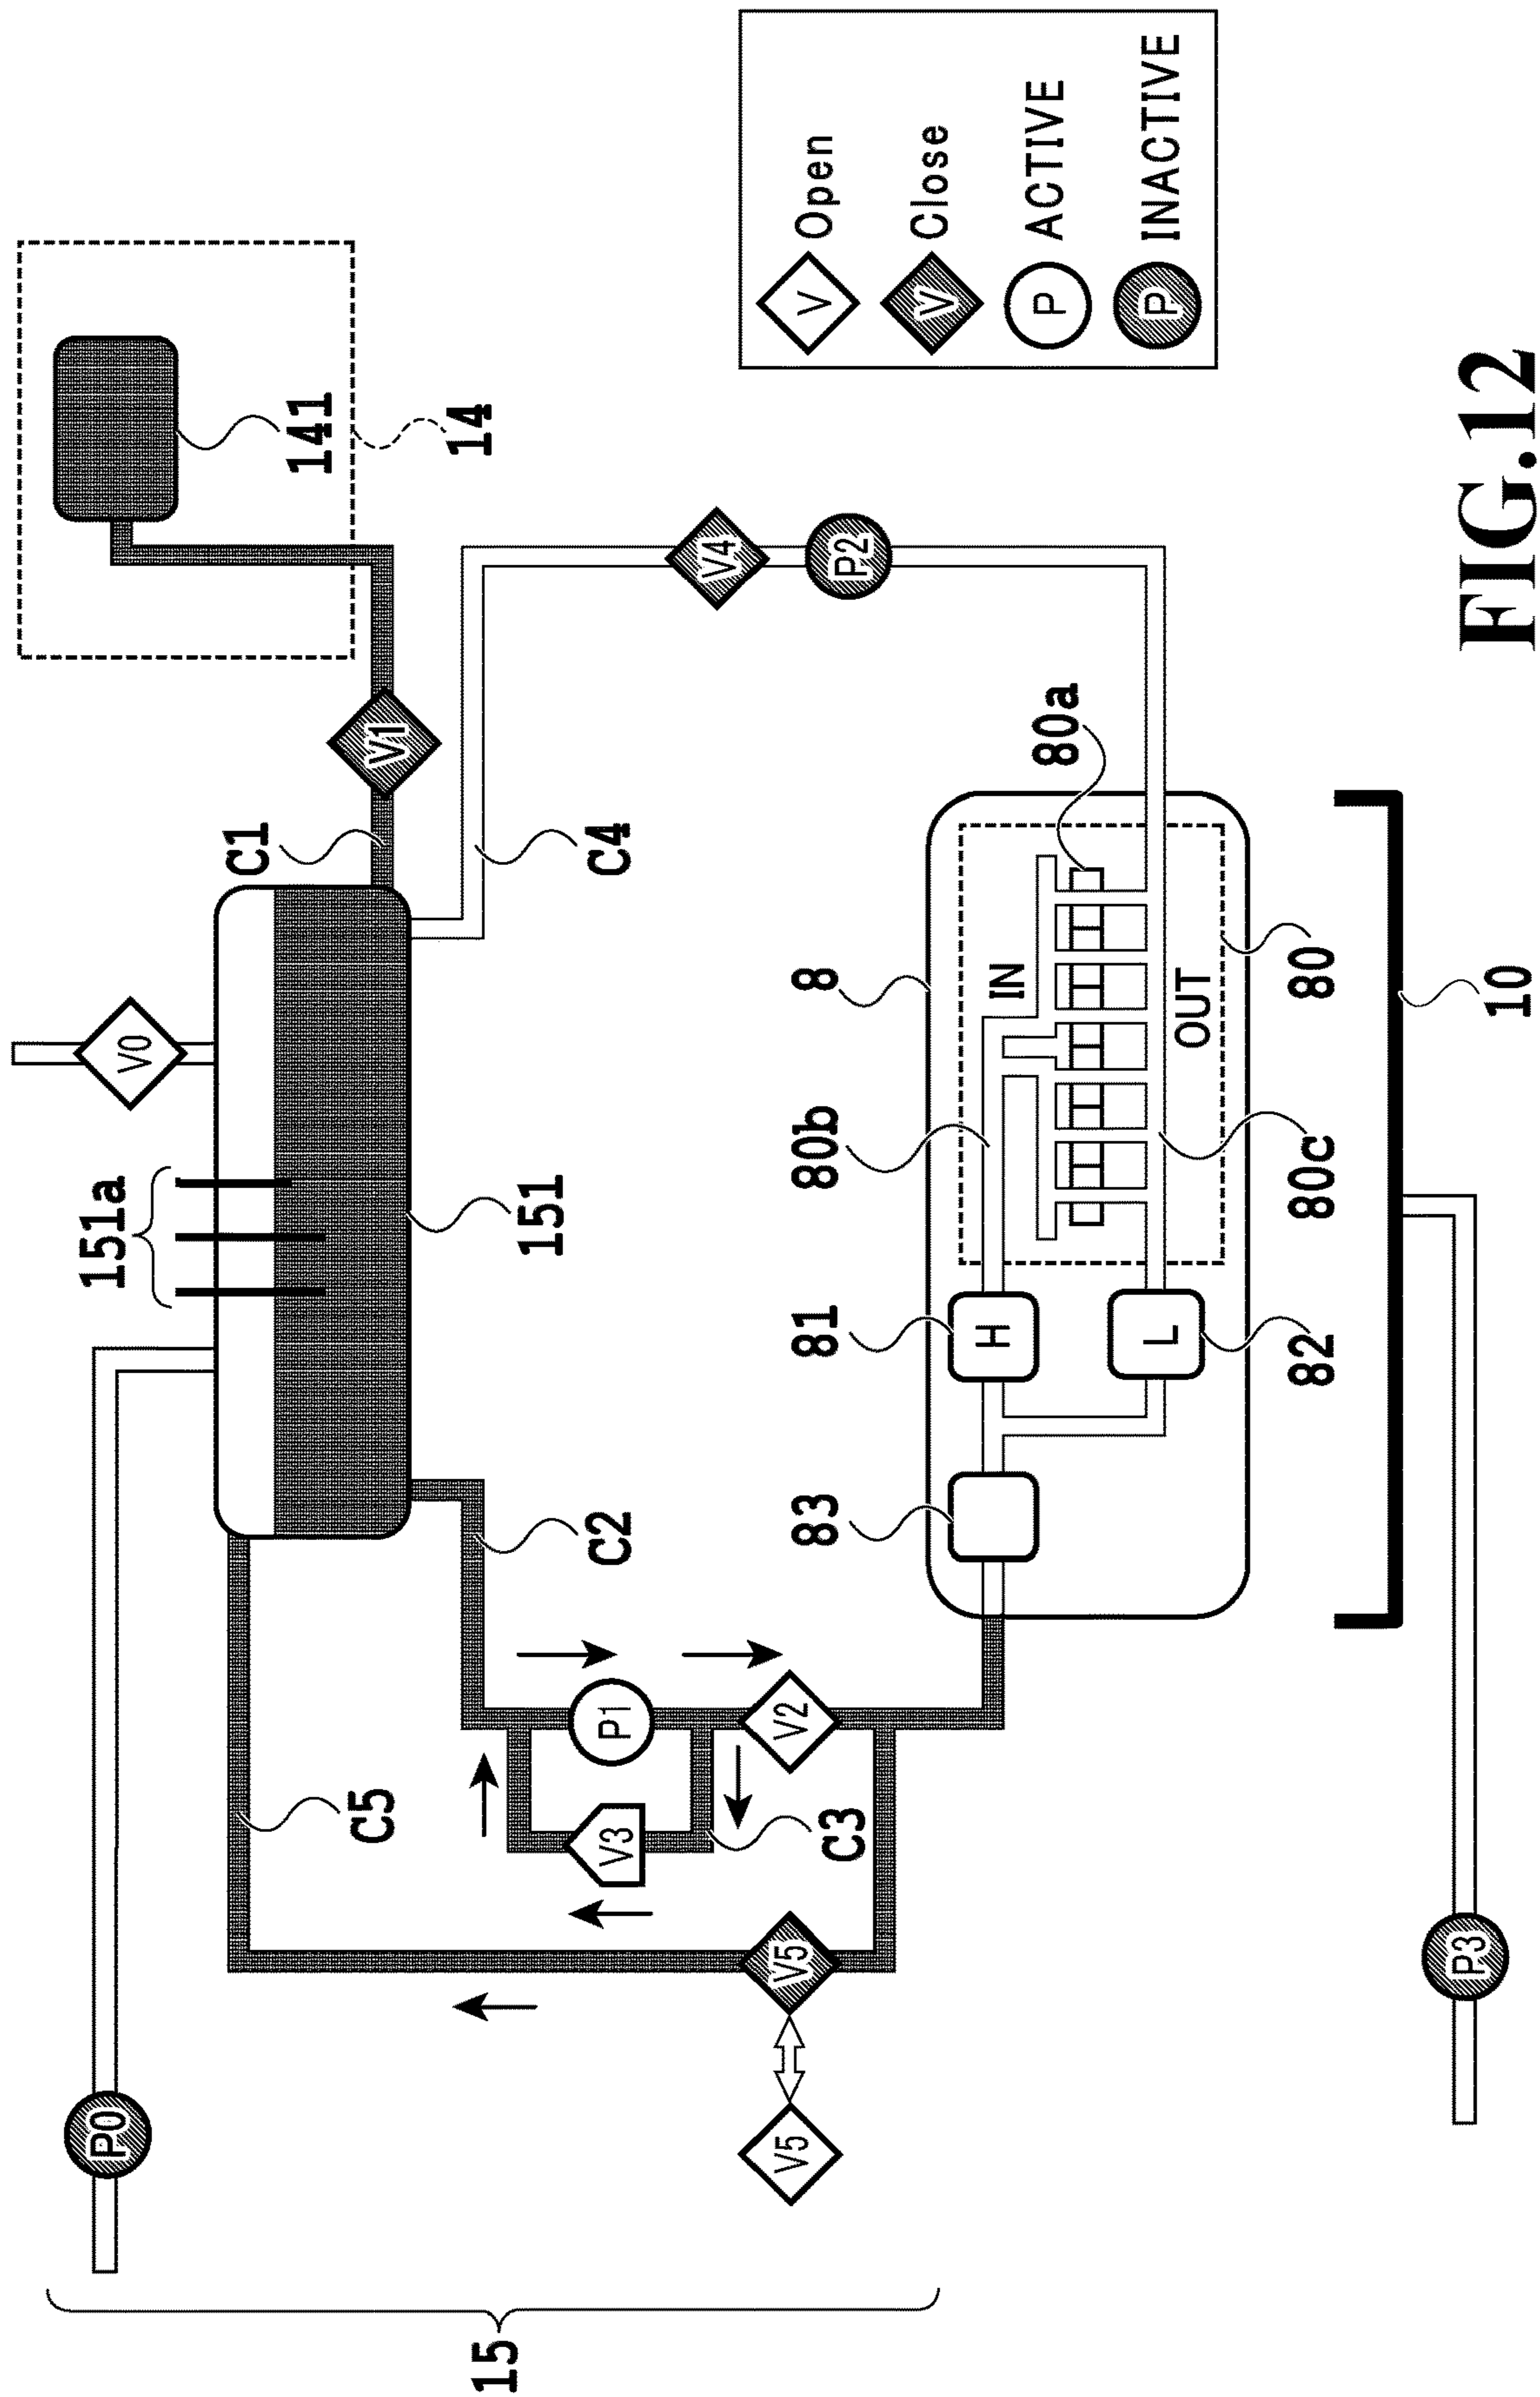 141
14
V1
C1
V0
151a
151
C4
V4
P2
C2
C5
P0
P1
V2
V3
C3
V5
V5
15
8
80a
IN
OUT
80b
80
80c
81
H
L
82
83
10
P3
V Open
V Close
P ACTIVE
P INACTIVE
FIG.12